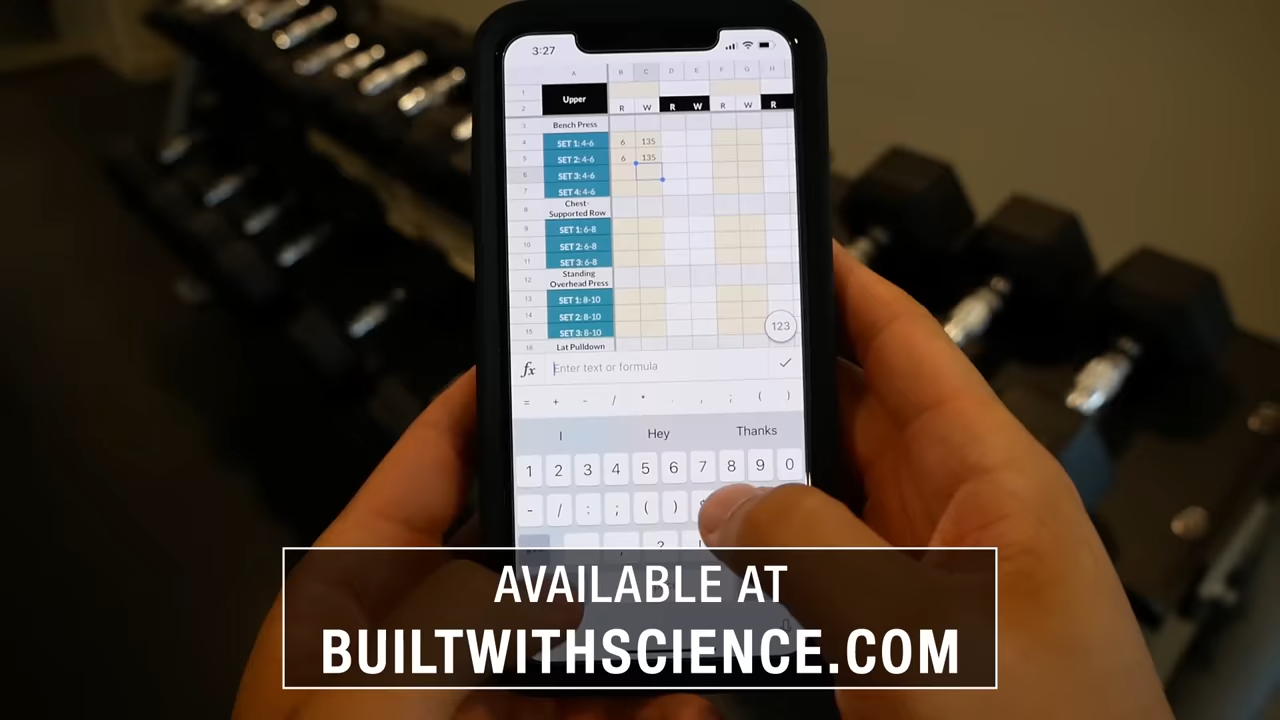 3:27
A B C D E F G H
1
Upper
2 R W R W R W R
3 Bench Press
4 SET 1: 4-6 6 135
5 SET 2: 4-6 6 135
6 SET 3: 4-6
7 SET 4: 4-6
8 Chest-
Supported Row
9 SET 1: 6-8
10 SET 2: 6-8
11 SET 3: 6-8
12 Standing
Overhead Press
13 SET 1: 8-10
14 SET 2: 8-10
15 SET 3: 8-10
16 Lat Pulldown
123
fx Enter text or formula
= + - / * . , ; ( )
I Hey Thanks
1 2 3 4 5 6 7 8 9 0
- / : ; ( )
AVAILABLE AT
BUILTWITHSCIENCE.COM